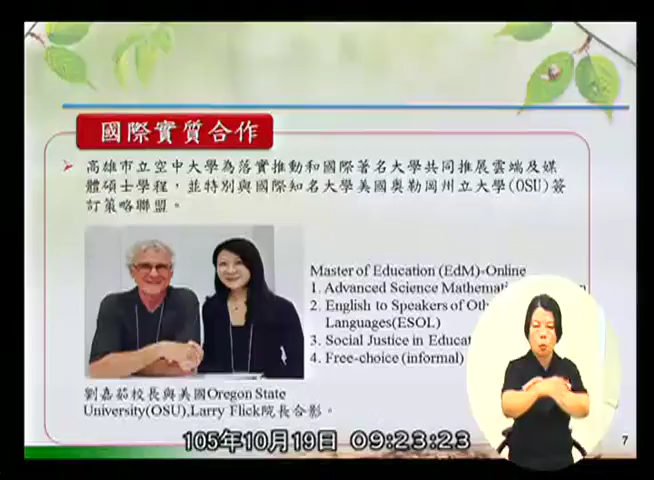 國際實質合作
高雄市立空中大學為落實推動和國際著名大學共同推展雲端及媒
體碩士學程，並特別與國際知名大學美國奧勒岡州立大學(OSU)簽
訂策略聯盟。
Master of Education (EdM)-Online
1. Advanced Science Mathemati
2. English to Speakers of Oth
Languages(ESOL)
3. Social Justice in Educat
4. Free-choice (informal)
劉嘉茹校長與美國Oregon State
University(OSU),Larry Flick院長合影。
105年10月19日 09:23:23
7